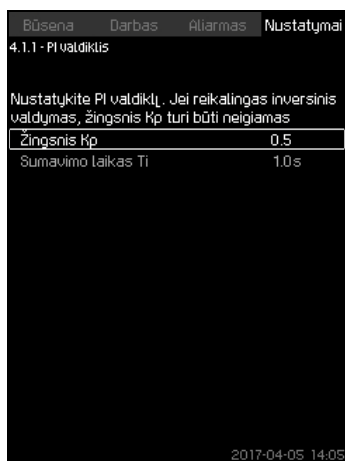 Būsena Darbas Aliarmas Nustatymai
4.1.1 - PI valdiklis
Nustatykite PI valdiklį. Jei reikalingas inversinis
valdymas, žingsnis Kp turi būti neigiamas
Žingsnis Kp 0.5
Sumavimo laikas Ti 1.0s
2017-04-05 14:05